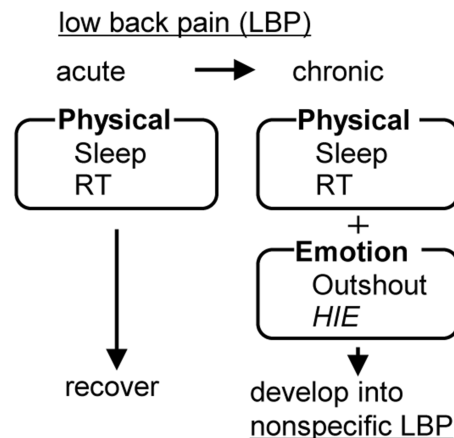 low back pain (LBP)
acute
chronic
Physical
Sleep
RT
Physical
Sleep
RT
+
Emotion
Outshout
HIE
recover
develop into
nonspecific LBP